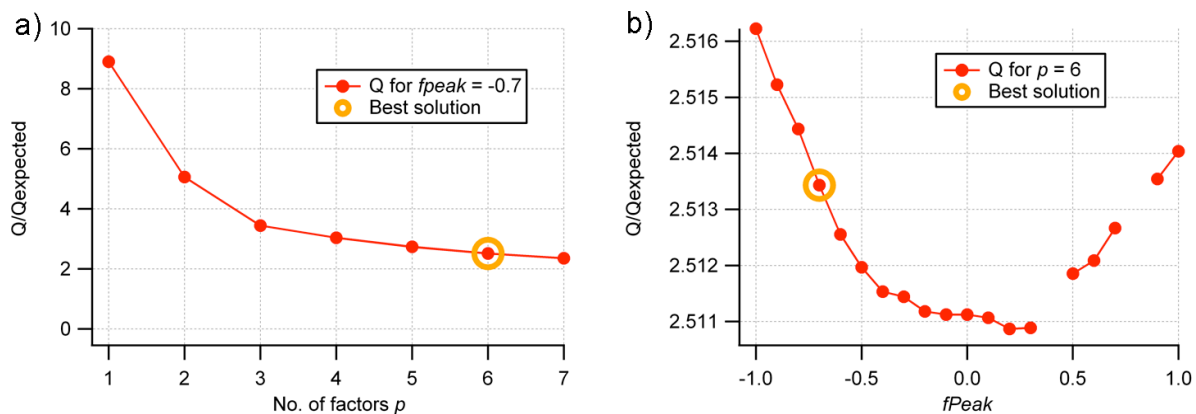 a)
10
8
6
4
2
0
Q/Qexpected
Q for fpeak = -0.7
Best solution
1 2 3 4 5 6 7
No. of factors p
b)
2.516
2.515
2.514
2.513
2.512
2.511
Q/Qexpected
Q for p = 6
Best solution
-1.0 -0.5 0.0 0.5 1.0
fPeak